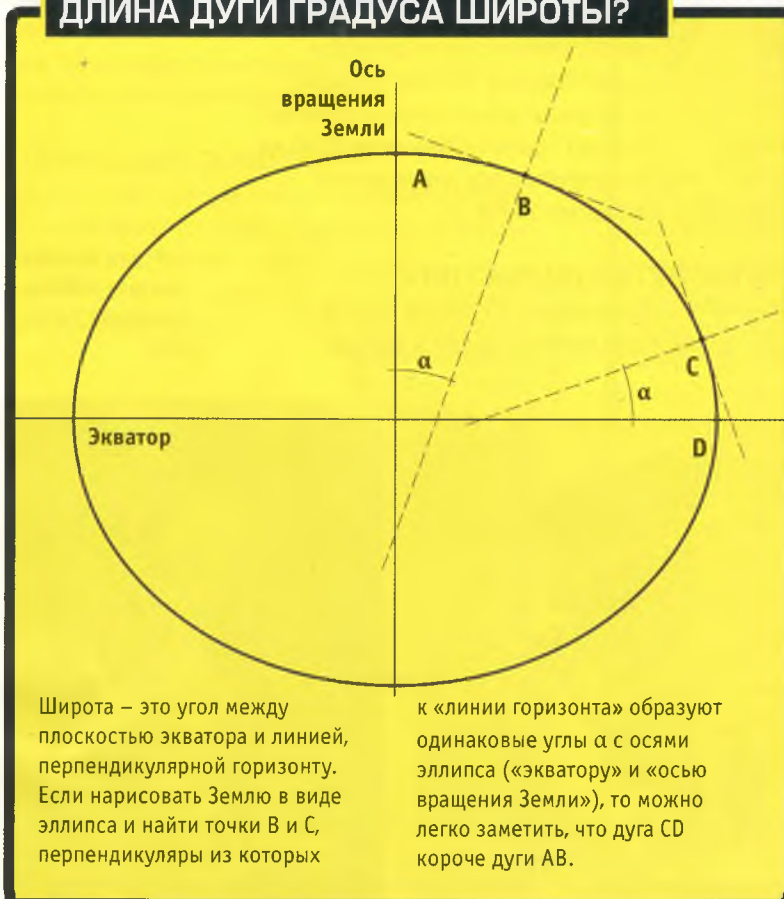 ДЛИНА ДУГИ ГРАДУСА ШИРОТЫ?
Ось
вращения
Земли
A
B
α
C
α
Экватор
D
Широта – это угол между
плоскостью экватора и линией,
перпендикулярной горизонту.
Если нарисовать Землю в виде
эллипса и найти точки B и C,
перпендикуляры из которых
к «линии горизонта» образуют
одинаковые углы α с осями
эллипса («экватору» и «осью
вращения Земли»), то можно
легко заметить, что дуга CD
короче дуги AB.